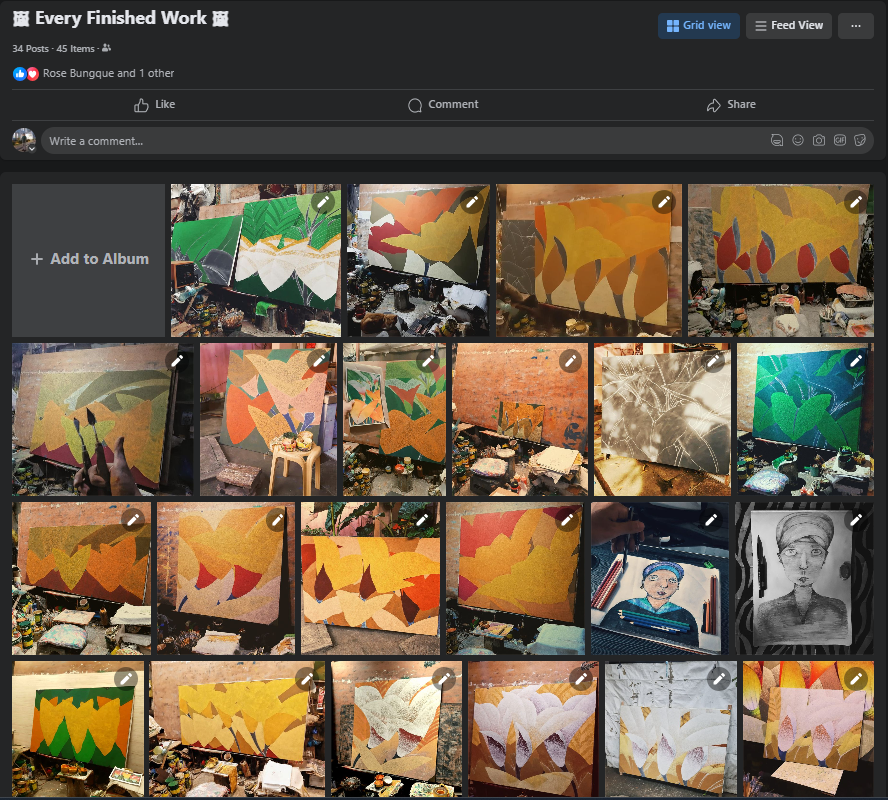 Every Finished Work
Grid view
Feed View
34 Posts · 45 Items ·
Rose Bungque and 1 other
Like
Comment
Share
Write a comment...
GIF
+ Add to Album